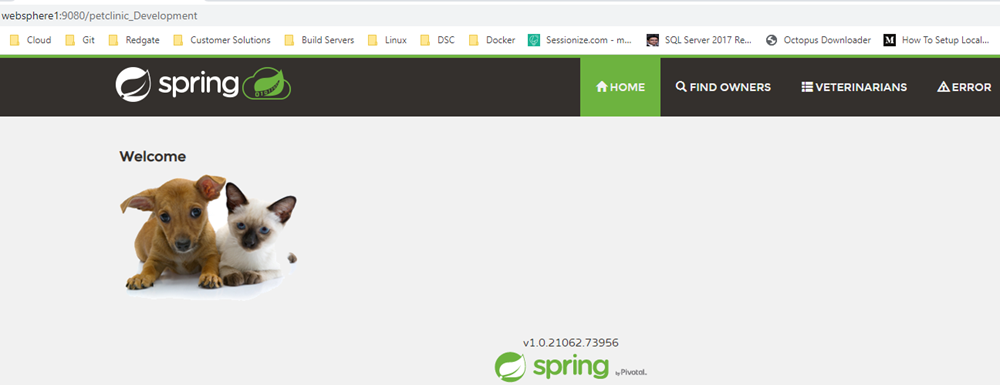 websphere1:9080/petclinic_Development
Cloud Git Redgate Customer Solutions Build Servers Linux DSC Docker Sessionize.com - m... SQL Server 2017 Re... Octopus Downloader How To Setup Local...
spring HOME FIND OWNERS VETERINARIANS ERROR
Welcome
v1.0.21062.73956
spring by Pivotal.